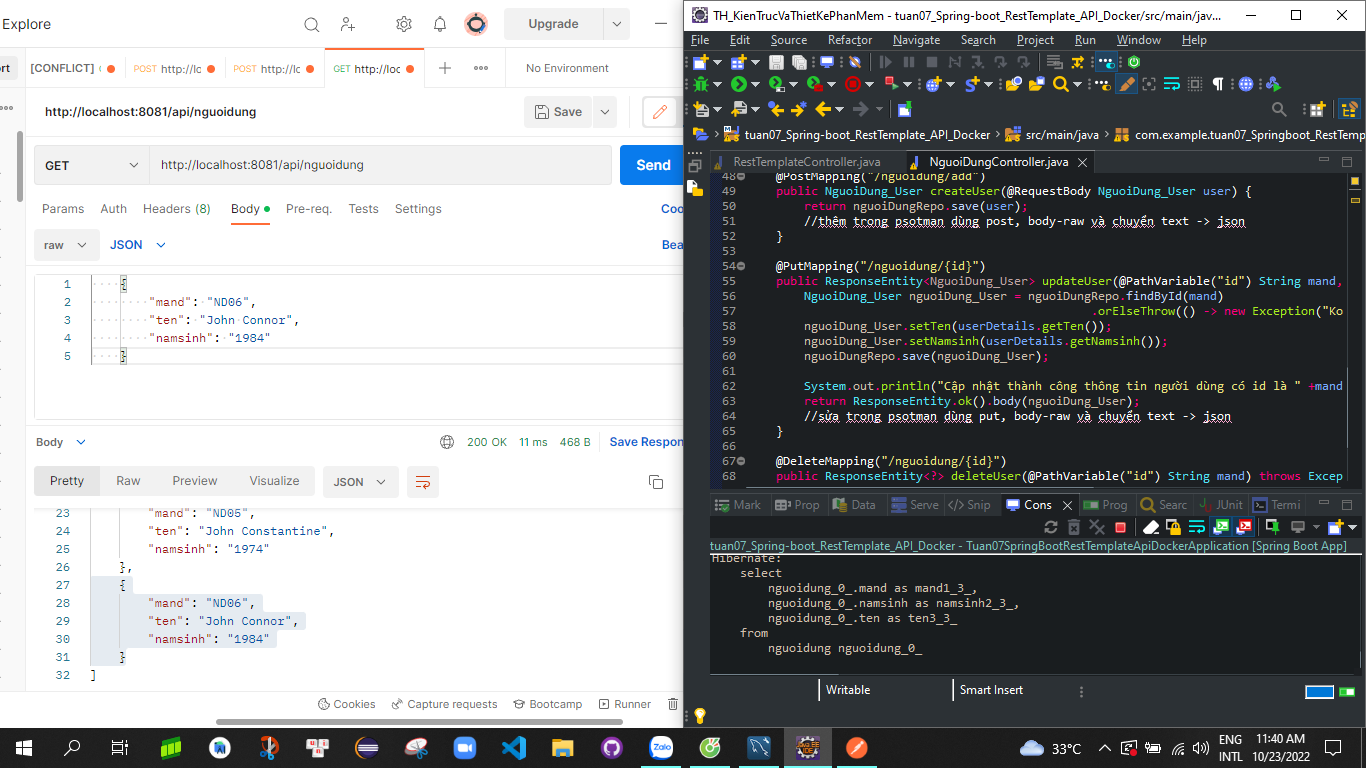 Explore
Upgrade
ort
[CONFLICT]
POST http://lc
POST http://lc
GET http://loc
No Environment
http://localhost:8081/api/nguoidung
Save
GET
http://localhost:8081/api/nguoidung
Send
Params
Auth
Headers (8)
Body
Pre-req.
Tests
Settings
Coo
raw
JSON
Bea
1 {
2 "mand": "ND06",
3 "ten": "John Connor",
4 "namsinh": "1984"
5 }
Body
200 OK 11 ms 468 B Save Respon
Pretty
Raw
Preview
Visualize
JSON
23 "mand": "ND05",
24 "ten": "John Constantine",
25 "namsinh": "1974"
26 },
27 {
28 "mand": "ND06",
29 "ten": "John Connor",
30 "namsinh": "1984"
31 }
32 ]
Cookies
Capture requests
Bootcamp
Runner
TH_KienTrucVaThietKePhanMem - tuan07_Spring-boot_RestTemplate_API_Docker/src/main/jav...
File Edit Source Refactor Navigate Search Project Run Window Help
tuan07_Spring-boot_RestTemplate_API_Docker
src/main/java
com.example.tuan07_Springboot_RestTemp
RestTemplateController.java
NguoiDungController.java
48 @PostMapping("/nguoidung/add")
49 public NguoiDung_User createUser(@RequestBody NguoiDung_User user) {
50 return nguoiDungRepo.save(user);
51 //thêm trong psotman dùng post, body-raw và chuyển text -> json
52 }
53
54 @PutMapping("/nguoidung/{id}")
55 public ResponseEntity<NguoiDung_User> updateUser(@PathVariable("id") String mand,
56 NguoiDung_User nguoiDung_User = nguoiDungRepo.findById(mand)
57 .orElseThrow(() -> new Exception("Ko
58 nguoiDung_User.setTen(userDetails.getTen());
59 nguoiDung_User.setNamsinh(userDetails.getNamsinh());
60 nguoiDungRepo.save(nguoiDung_User);
61
62 System.out.println("Cập nhật thành công thông tin người dùng có id là " +mand
63 return ResponseEntity.ok().body(nguoiDung_User);
64 //sửa trong psotman dùng put, body-raw và chuyển text -> json
65 }
66
67 @DeleteMapping("/nguoidung/{id}")
68 public ResponseEntity<?> deleteUser(@PathVariable("id") String mand) throws Excep
Mark
Prop
Data
Serve
Snip
Cons
Prog
Searc
JUnit
Termi
tuan07_Spring-boot_RestTemplate_API_Docker - Tuan07SpringBootRestTemplateApiDockerApplication [Spring Boot App]
Hibernate:
select
nguoidung_0_.mand as mand1_3_,
nguoidung_0_.namsinh as namsinh2_3_,
nguoidung_0_.ten as ten3_3_
from
nguoidung nguoidung_0_
Writable
Smart Insert
Zalo
33°C
ENG
INTL
11:40 AM
10/23/2022